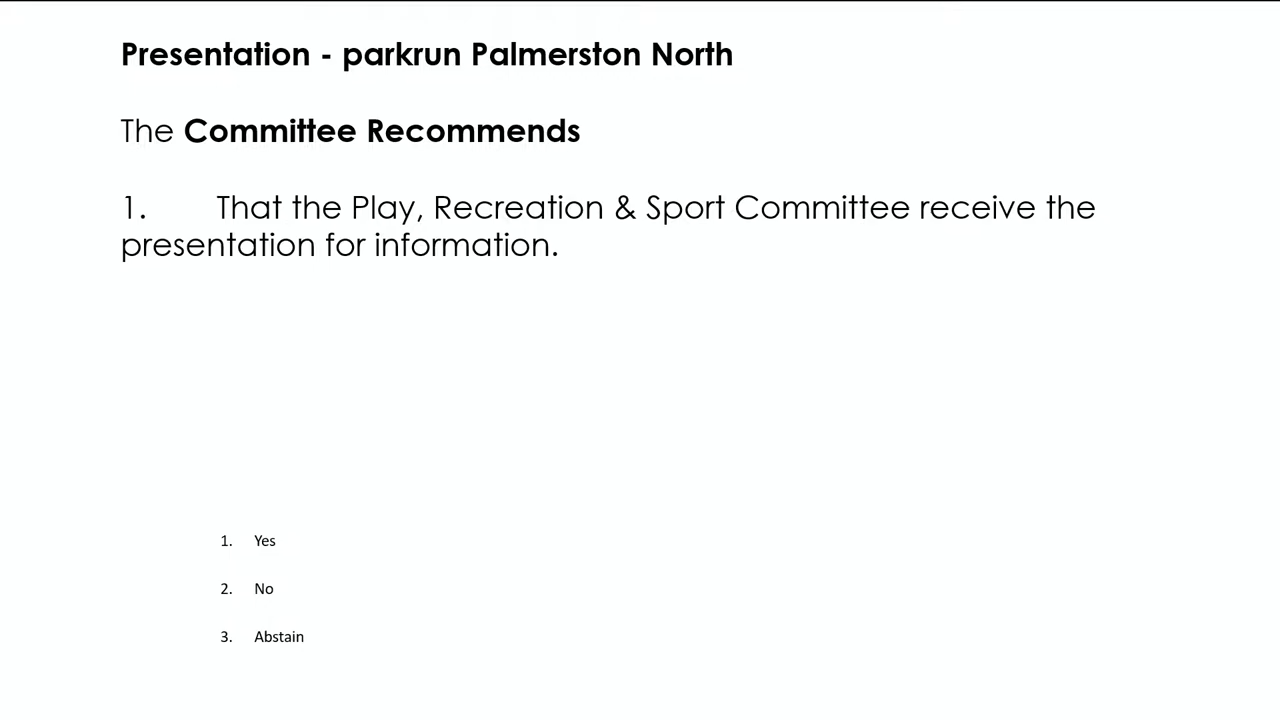 Presentation - parkrun Palmerston North
The Committee Recommends
1. That the Play, Recreation & Sport Committee receive the
presentation for information.
1. Yes
2. No
3. Abstain